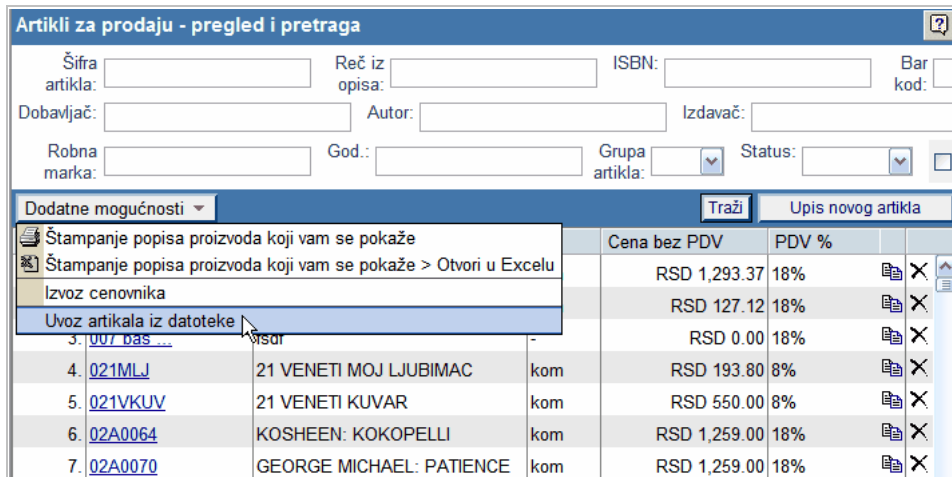 Artikli za prodaju - pregled i pretraga
Šifra artikla: Reč iz opisa: ISBN: Bar kod:
Dobavljač: Autor: Izdavač:
Robna marka: God.: Grupa artikla: Status:
Dodatne mogućnosti Traži Upis novog artikla
Štampanje popisa proizvoda koji vam se pokaže
Štampanje popisa proizvoda koji vam se pokaže > Otvori u Excelu
Izvoz cenovnika
Uvoz artikala iz datoteke
Cena bez PDV PDV %
RSD 1,293.37 18%
RSD 127.12 18%
3. 007 bas ... fsdf - RSD 0.00 18%
4. 021MLJ 21 VENETI MOJ LJUBIMAC kom RSD 193.80 8%
5. 021VKUV 21 VENETI KUVAR kom RSD 550.00 8%
6. 02A0064 KOSHEEN: KOKOPELLI kom RSD 1,259.00 18%
7. 02A0070 GEORGE MICHAEL: PATIENCE kom RSD 1,259.00 18%